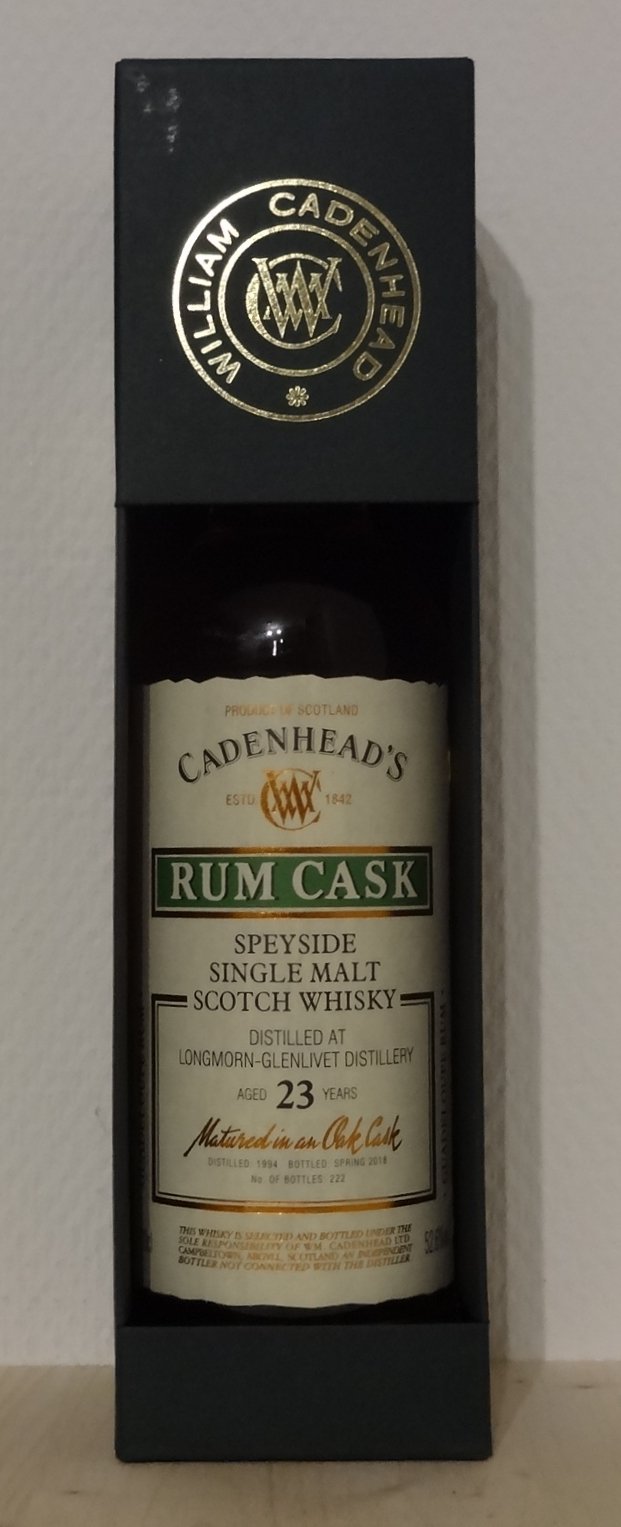 WILLIAM CADENHEAD
WC
PRODUCT OF SCOTLAND
CADENHEAD'S
ESTD WC 1842
RUM CASK
SPEYSIDE
SINGLE MALT
SCOTCH WHISKY
DISTILLED AT
LONGMORN-GLENLIVET DISTILLERY
AGED 23 YEARS
Matured in an Oak Cask
DISTILLED: 1994 BOTTLED: SPRING 2018
No. OF BOTTLES: 222
THIS WHISKY IS SELECTED AND BOTTLED UNDER THE
SOLE RESPONSIBILITY OF WM. CADENHEAD LTD
CAMPBELTOWN, ARGYLL, SCOTLAND AN INDEPENDENT
BOTTLER NOT CONNECTED WITH THE DISTILLER
GUADELOUPE RUM